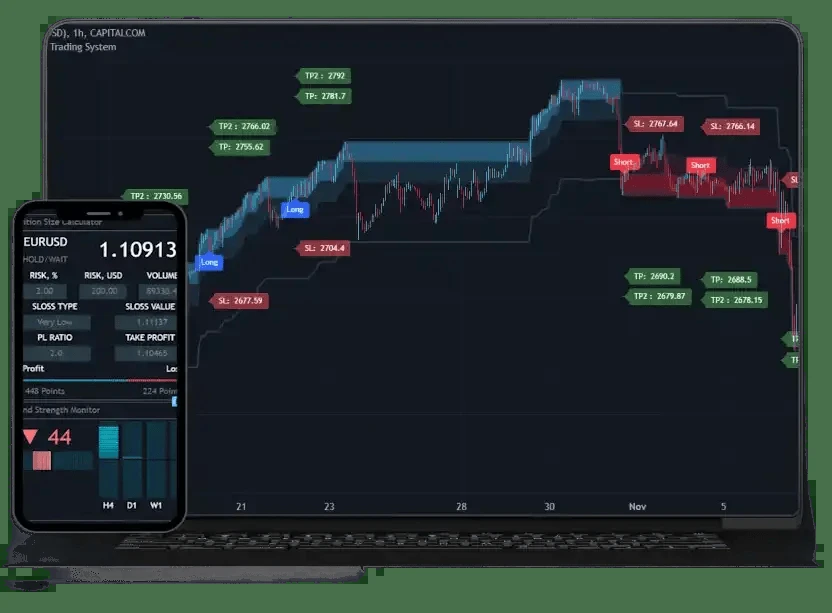 SD), 1h, CAPITALCOM
Trading System
TP2 : 2792
TP: 2781.7
TP2 : 2766.02
TP: 2755.62
SL: 2767.64
SL: 2766.14
Short
Short
SL
TP2 : 2730.56
Long
Short
SL: 2704.4
Long
TP: 2690.2
TP: 2688.5
TP2 : 2679.87
TP2 : 2678.15
SL: 2677.59
21
23
28
30
Nov
5
ition Size Calculator
EURUSD
1.10913
HOLD/WAIT
RISK, %
RISK, USD
VOLUME
2.00
200.00
SLOSS TYPE
SLOSS VALUE
Very Low
1.11137
PL RATIO
TAKE PROFIT
2.0
1.10465
Profit
Los
448 Points
224 Poin
nd Strength Monitor
44
H4
D1
W1